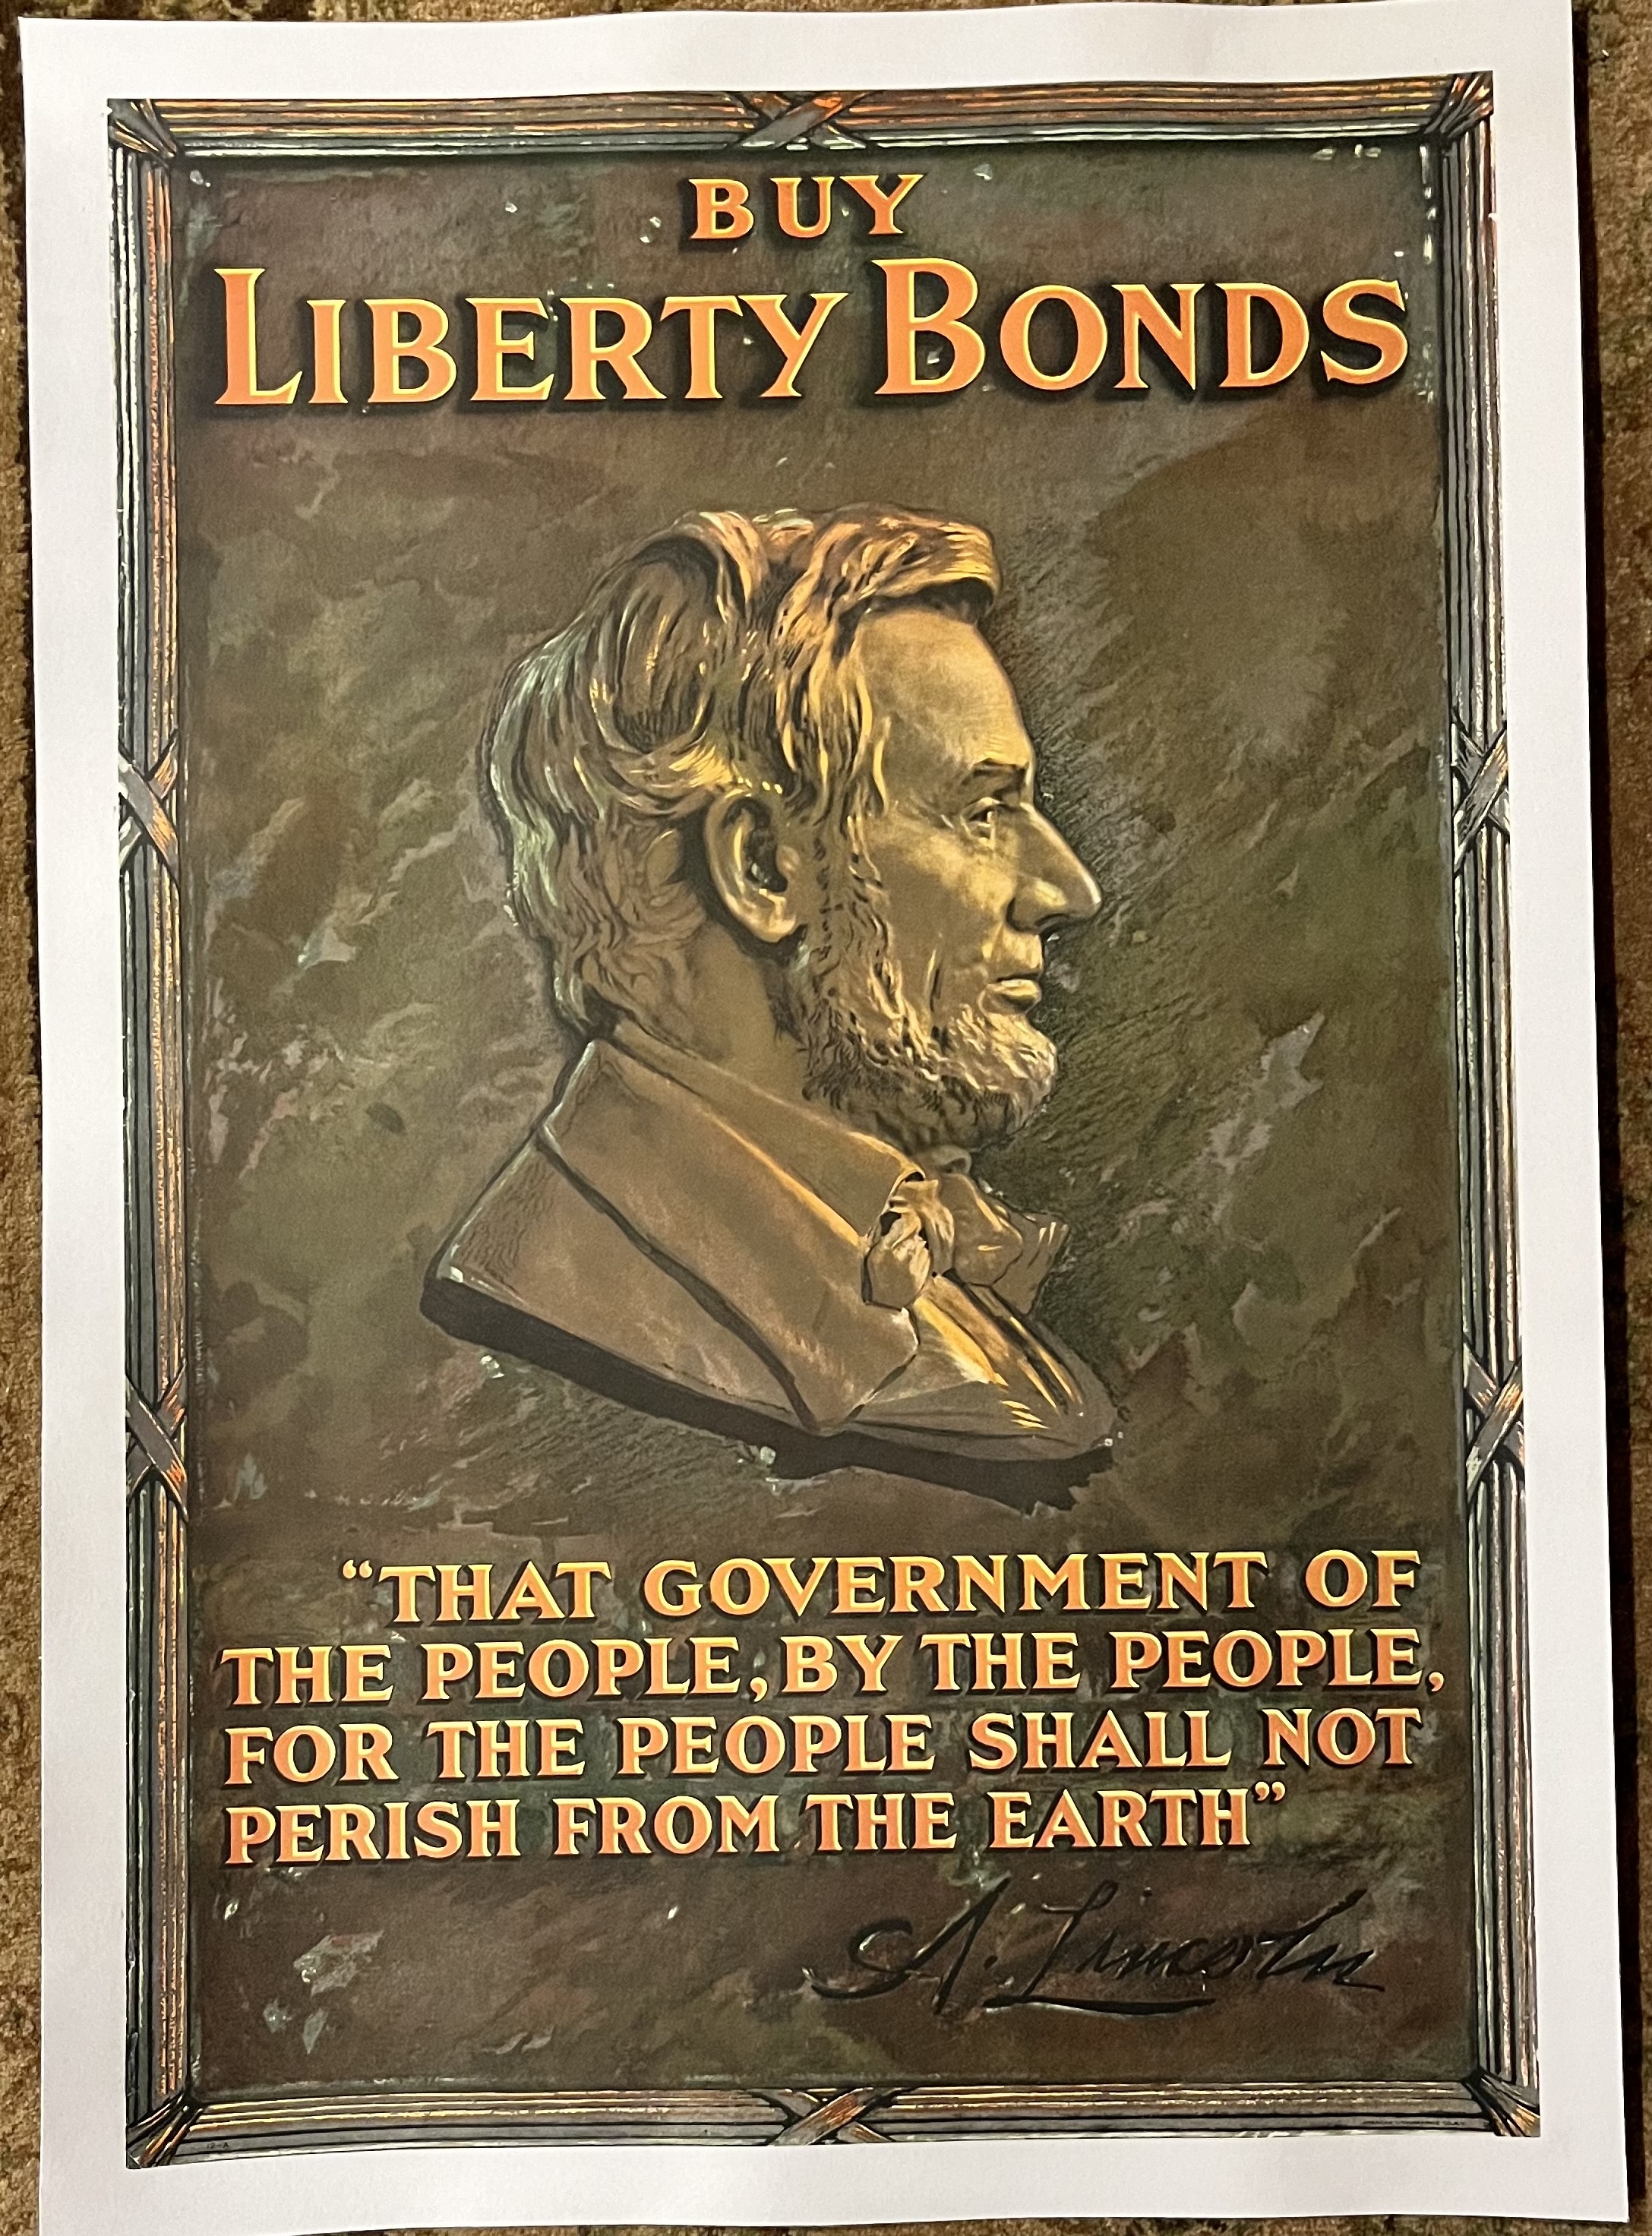 BUY
LIBERTY BONDS
“THAT GOVERNMENT OF
THE PEOPLE, BY THE PEOPLE,
FOR THE PEOPLE SHALL NOT
PERISH FROM THE EARTH”
A. Lincoln
12-A